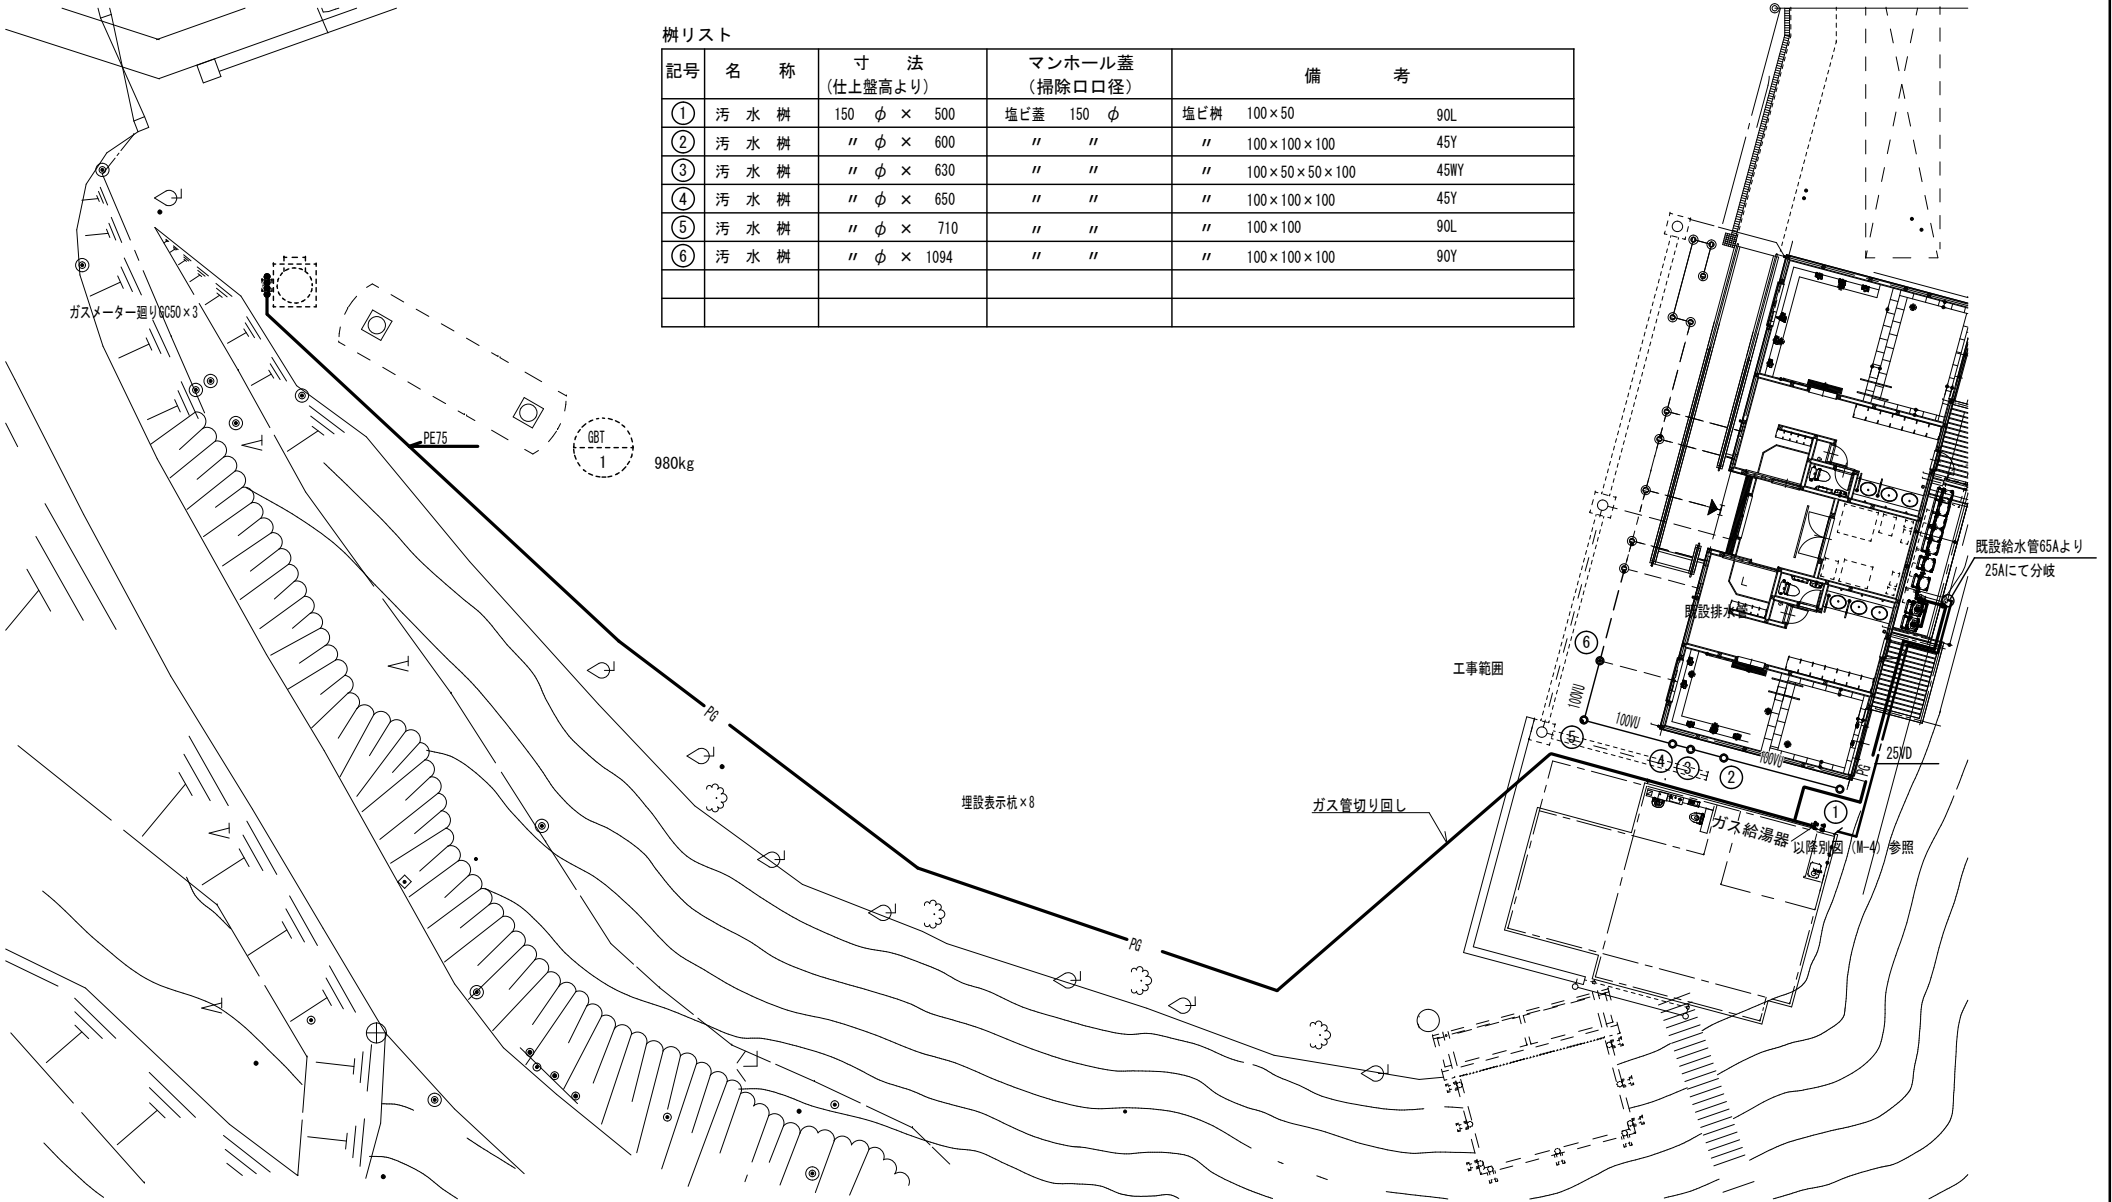 桝リスト
記号 名 称 寸 法 (仕上盤高より) マンホール蓋 (掃除口口径) 備 考
① 汚 水 桝 150 φ × 500 塩ビ蓋 150 φ 塩ビ桝 100×50 90L
② 汚 水 桝 〃 φ × 600 〃 〃 〃 100×100×100 45Y
③ 汚 水 桝 〃 φ × 630 〃 〃 〃 100×50×50×100 45WY
④ 汚 水 桝 〃 φ × 650 〃 〃 〃 100×100×100 45Y
⑤ 汚 水 桝 〃 φ × 710 〃 〃 〃 100×100 90L
⑥ 汚 水 桝 〃 φ × 1094 〃 〃 〃 100×100×100 90Y
ガスメーター廻りGC50×3
PE75
GBT
1
980kg
既設給水管65Aより
25Aにて分岐
既設排水管
⑥
工事範囲
100VU
PG
100VU
⑤
④
③
②
100VU
25VD
PG
①
埋設表示杭×8
ガス管切り回し
ガス給湯器
以降別図 (M-4) 参照
PG